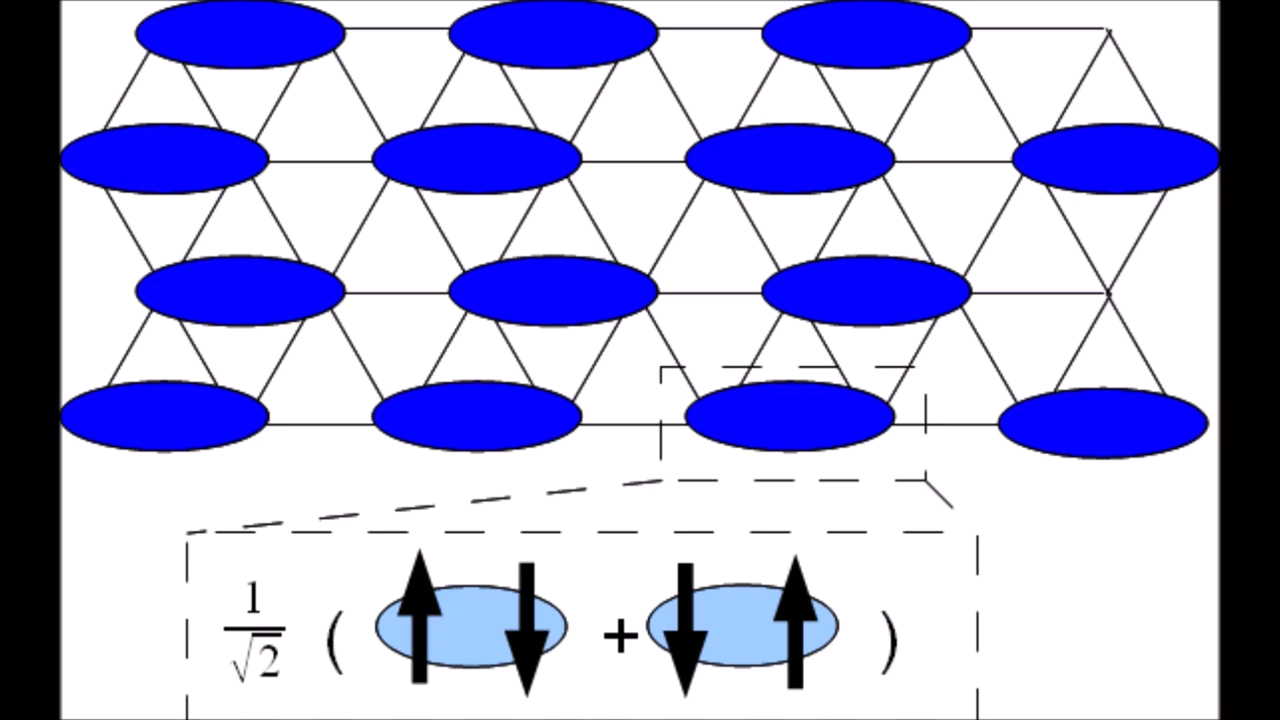 1/√2 ( + )